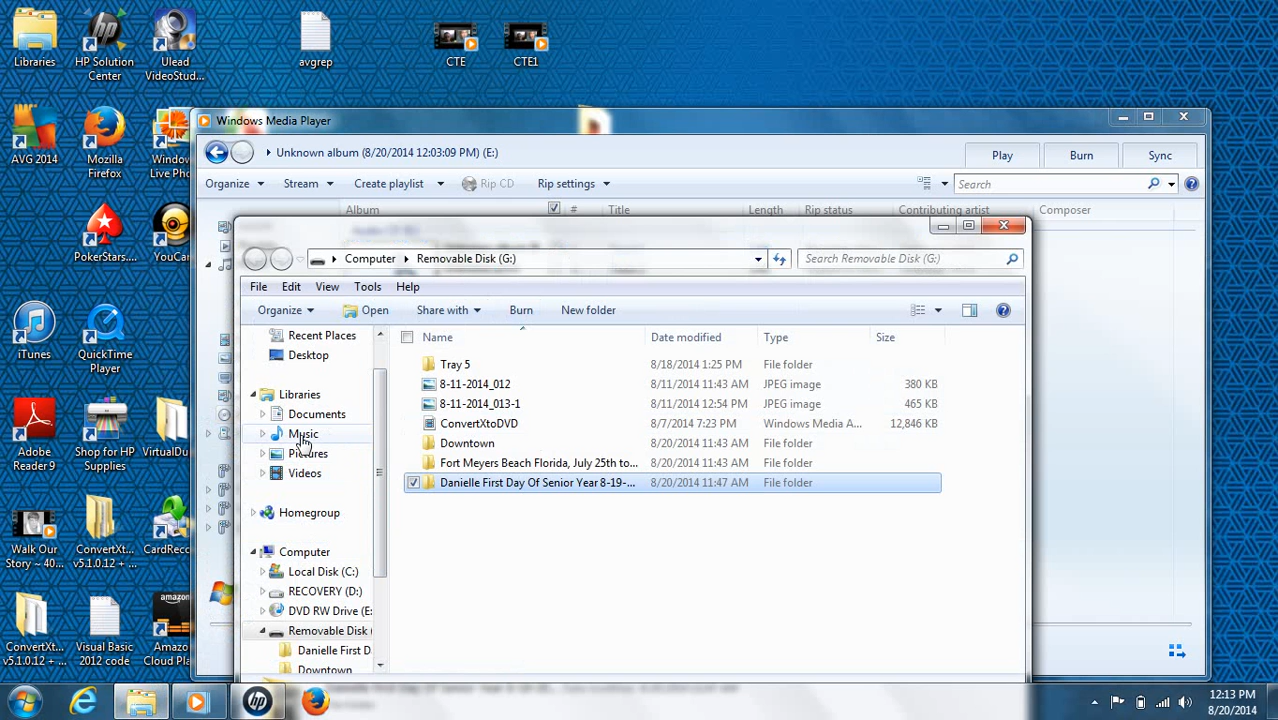 Libraries
HP Solution
Center
Ulead
VideoStud...
avgrep
CTE
CTE1
AVG 2014
Mozilla
Firefox
Window
Live Pho
PokerStars....
YouCa
iTunes
QuickTime
Player
Adobe
Reader 9
Shop for HP
Supplies
VirtualDu
Walk Our
Story ~ 40...
ConvertXt...
v5.1.0.12 + ...
CardReco
ConvertXto...
v5.1.0.12 + ...
Visual Basic
2012 code
Amazo
Cloud Pla
amazo
Windows Media Player
Unknown album (8/20/2014 12:03:09 PM) (E:)
Play
Burn
Sync
Organize
Stream
Create playlist
Rip CD
Rip settings
Search
Album
#
Title
Length
Rip status
Contributing artist
Composer
Computer
Removable Disk (G:)
Search Removable Disk (G:)
File
Edit
View
Tools
Help
Organize
Open
Share with
Burn
New folder
Recent Places
Desktop
Libraries
Documents
Music
Pictures
Videos
Homegroup
Computer
Local Disk (C:)
RECOVERY (D:)
DVD RW Drive (E:
Removable Disk (
Danielle First D
Downtown
Name
Date modified
Type
Size
Tray 5 8/18/2014 1:25 PM File folder
8-11-2014_012 8/11/2014 11:43 AM JPEG image 380 KB
8-11-2014_013-1 8/11/2014 12:54 PM JPEG image 465 KB
ConvertXtoDVD 8/7/2014 7:23 PM Windows Media A... 12,846 KB
Downtown 8/20/2014 11:43 AM File folder
Fort Meyers Beach Florida, July 25th to... 8/20/2014 11:43 AM File folder
Danielle First Day Of Senior Year 8-19-... 8/20/2014 11:47 AM File folder
hp
12:13 PM
8/20/2014